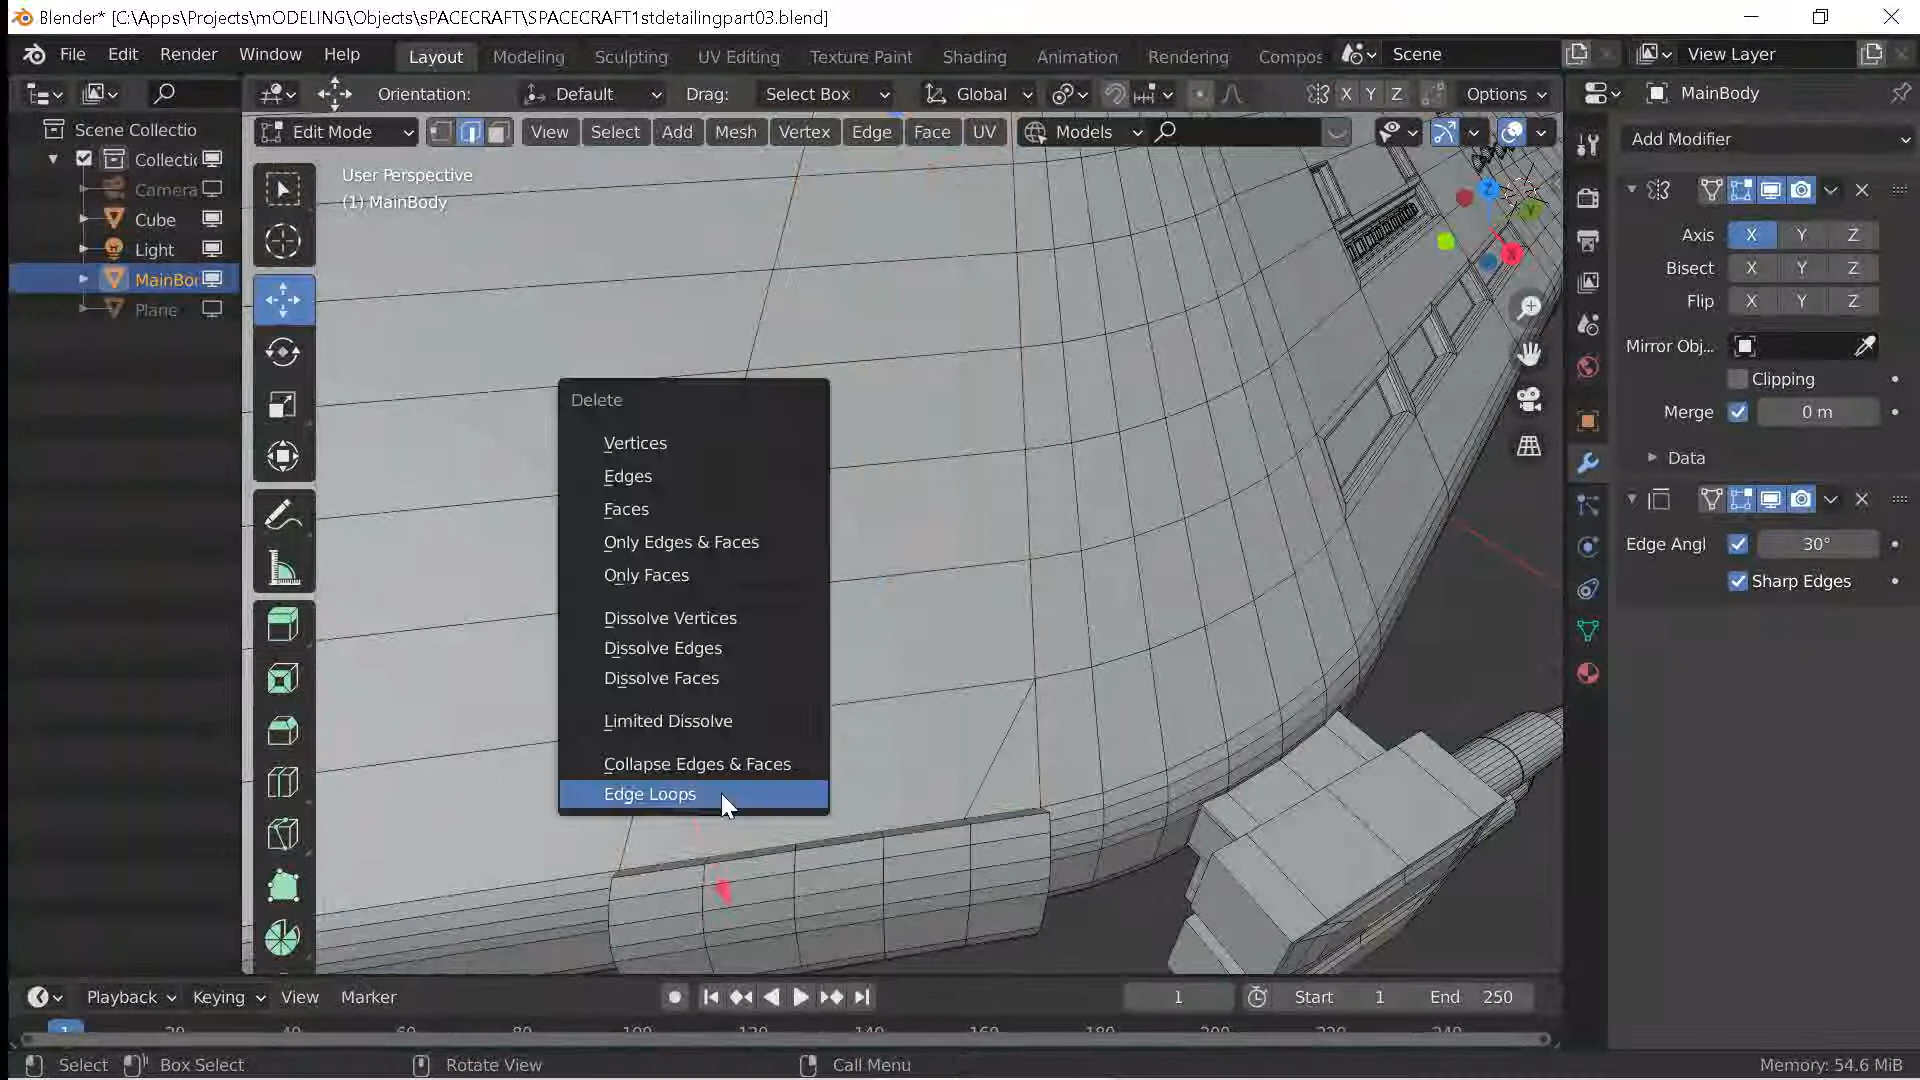 Blender* [C:\Apps\Projects\mODELING\Objects\sPACECRAFT\SPACECRAFT1stdetailingpart03.blend]
File Edit Render Window Help Layout Modeling Sculpting UV Editing Texture Paint Shading Animation Rendering Compos Scene View Layer
Orientation: Default Drag: Select Box Global X Y Z Options MainBody
Edit Mode View Select Add Mesh Vertex Edge Face UV Models
Add Modifier
Scene Collectio
Collectic
Camera
Cube
Light
MainBo
Plane
User Perspective
(1) MainBody
Z
Y
X
Delete
Vertices
Edges
Faces
Only Edges & Faces
Only Faces
Dissolve Vertices
Dissolve Edges
Dissolve Faces
Limited Dissolve
Collapse Edges & Faces
Edge Loops
Axis X Y Z
Bisect X Y Z
Flip X Y Z
Mirror Obj...
Clipping
Merge 0 m
Data
Edge Angl 30°
Sharp Edges
Playback Keying View Marker 1 Start 1 End 250
1
Select Box Select Rotate View Call Menu Memory: 54.6 MiB